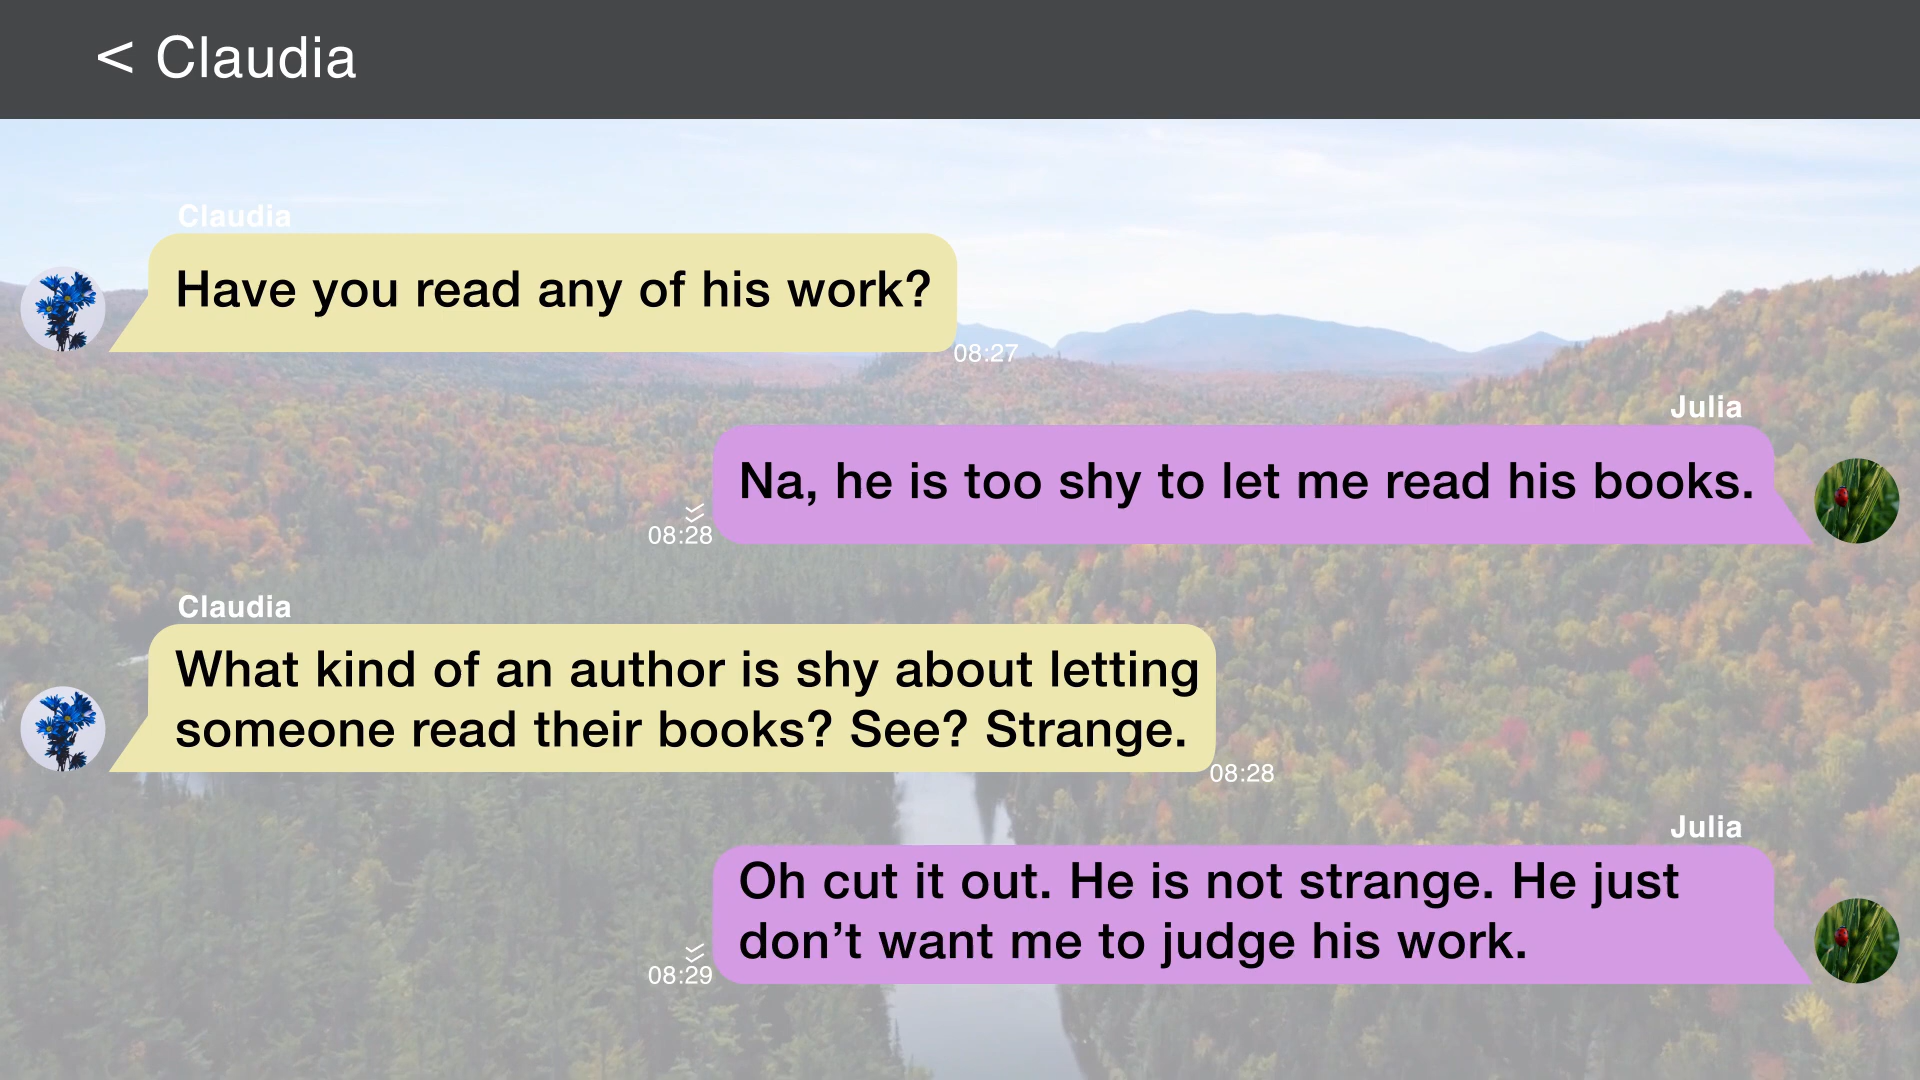 < Claudia
Claudia
Have you read any of his work?
08:27
Julia
Na, he is too shy to let me read his books.
08:28
Claudia
What kind of an author is shy about letting
someone read their books? See? Strange.
08:28
Julia
Oh cut it out. He is not strange. He just
don’t want me to judge his work.
08:29